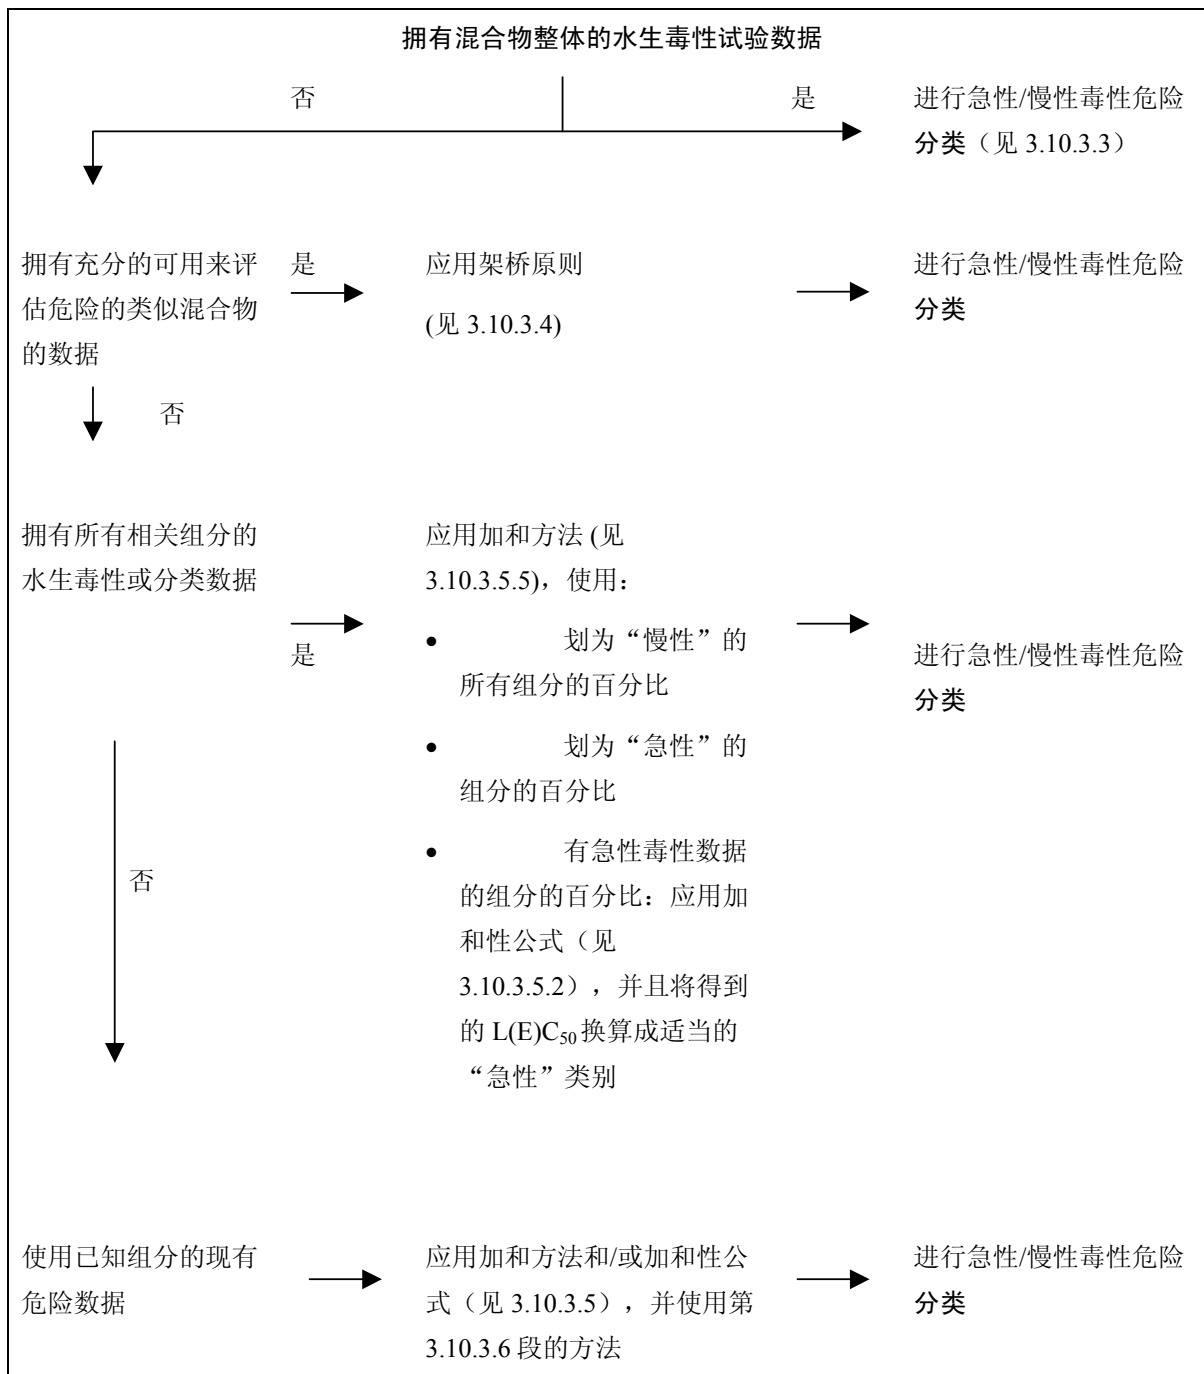 拥有混合物整体的水生毒性试验数据
否
是
进行急性/慢性毒性危险
分类（见 3.10.3.3）
拥有充分的可用来评
估危险的类似混合物
的数据
是
应用架桥原则
(见 3.10.3.4)
进行急性/慢性毒性危险
分类
否
拥有所有相关组分的
水生毒性或分类数据
是
应用加和方法 (见
3.10.3.5.5)，使用：
• 划为“慢性”的
所有组分的百分比
• 划为“急性”的
组分的百分比
• 有急性毒性数据
的组分的百分比：应用加
和性公式（见
3.10.3.5.2），并且将得到
的 L(E)C₅₀ 换算成适当的
“急性”类别
进行急性/慢性毒性危险
分类
否
使用已知组分的现有
危险数据
应用加和方法和/或加和性公
式（见 3.10.3.5），并使用第
3.10.3.6 段的方法
进行急性/慢性毒性危险
分类